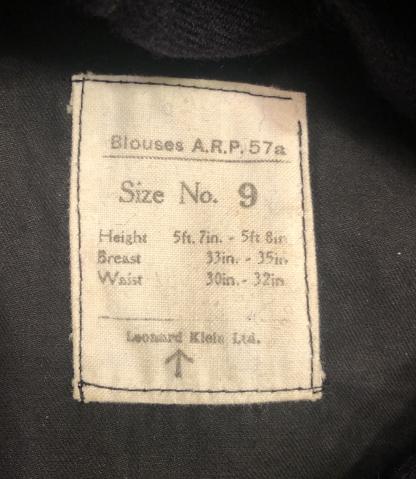 Blouses A.R.P. 57a
Size No. 9
Height 5ft. 7in. - 5ft 8in
Breast 33in. - 35in
Waist 30in. - 32in
Leonard Klein Ltd.